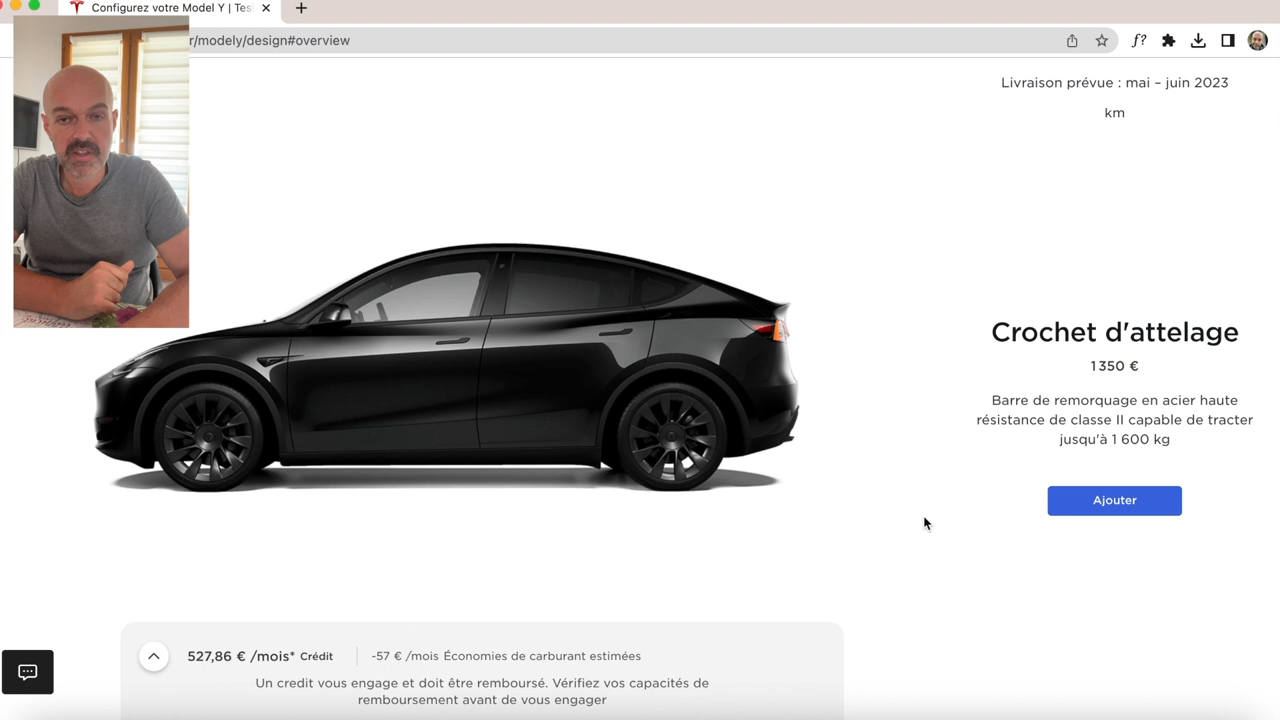 Configurez votre Model Y | Tes
r/modely/design#overview
f?
Livraison prévue : mai – juin 2023
km
Crochet d'attelage
1 350 €
Barre de remorquage en acier haute
résistance de classe II capable de tracter
jusqu'à 1 600 kg
Ajouter
527,86 € /mois* Crédit
-57 € /mois Économies de carburant estimées
Un credit vous engage et doit être remboursé. Vérifiez vos capacités de
remboursement avant de vous engager